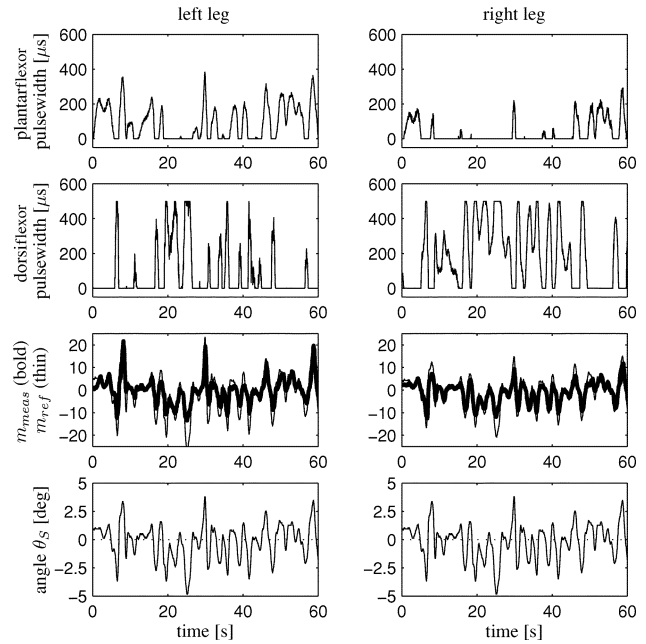 left leg right leg
plantarflexor
pulsewidth [μs]
600
400
200
0
0 20 40 60
600
400
200
0
0 20 40 60
dorsiflexor
pulsewidth [μs]
600
400
200
0
0 20 40 60
600
400
200
0
0 20 40 60
m_meas (bold)
m_ref (thin)
20
10
0
−10
−20
0 20 40 60
20
10
0
−10
−20
0 20 40 60
angle θ_S [deg]
5
2.5
0
−2.5
−5
0 20 40 60
5
2.5
0
−2.5
−5
0 20 40 60
time [s] time [s]